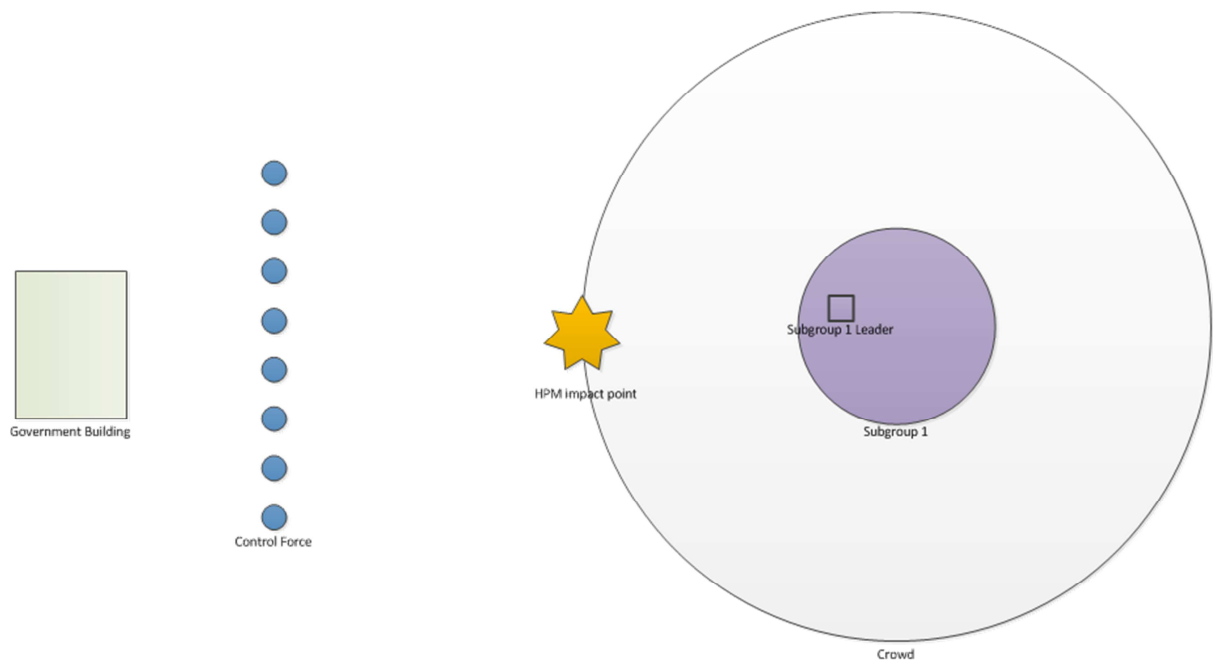 Subgroup 1 Leader
HPM impact point
Government Building
Subgroup 1
Control Force
Crowd